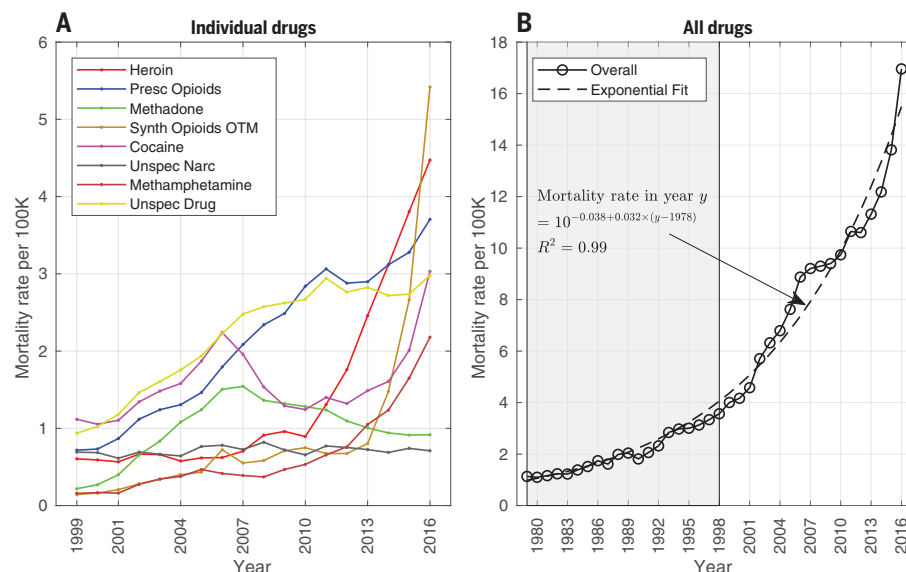 A
Individual drugs
Mortality rate per 100K
6
5
4
3
2
1
0
Heroin
Presc Opioids
Methadone
Synth Opioids OTM
Cocaine
Unspec Narc
Methamphetamine
Unspec Drug
1999
2001
2004
2007
2010
2013
2016
Year
B
All drugs
Mortality rate per 100K
18
16
14
12
10
8
6
4
2
0
Overall
Exponential Fit
Mortality rate in year y
= 10^{-0.038+0.032×(y−1978)}
R² = 0.99
1980
1983
1986
1989
1992
1995
1998
2001
2004
2007
2010
2013
2016
Year